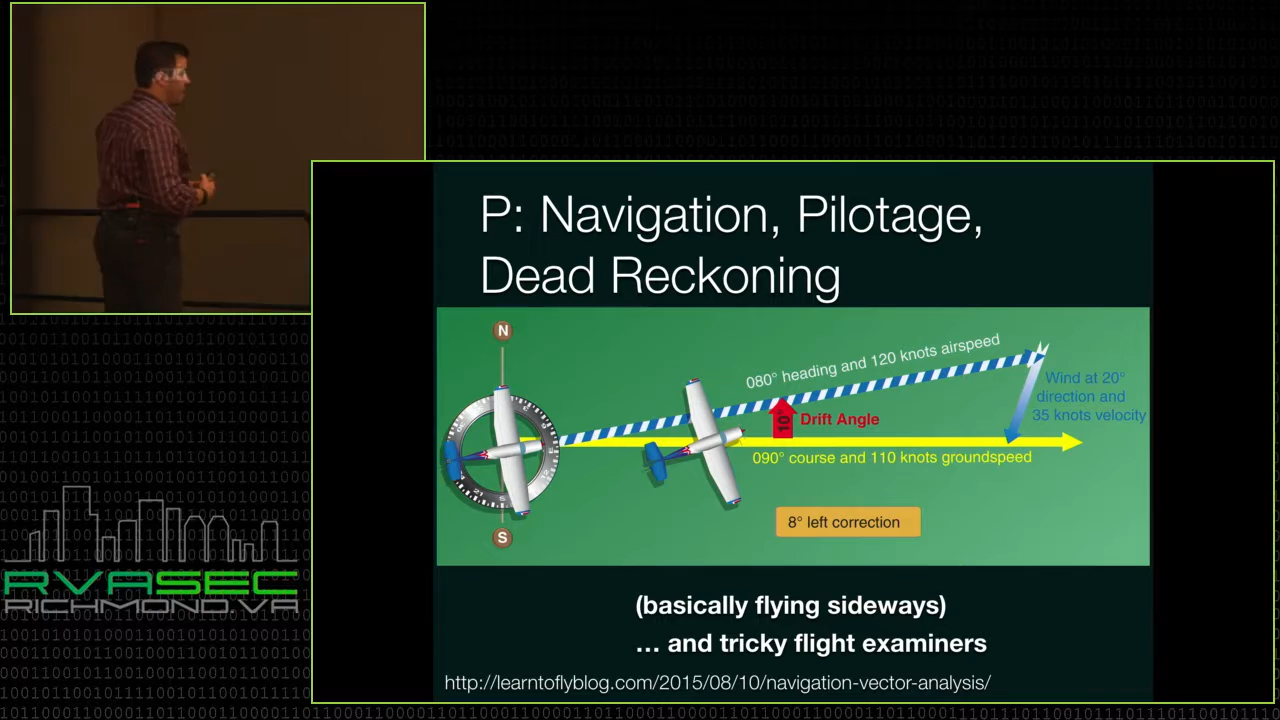 P: Navigation, Pilotage,
Dead Reckoning
N
080° heading and 120 knots airspeed
Wind at 20°
direction and
35 knots velocity
10°
Drift Angle
090° course and 110 knots groundspeed
8° left correction
S
(basically flying sideways)
... and tricky flight examiners
http://learntoflyblog.com/2015/08/10/navigation-vector-analysis/
RVASEC
RICHMOND.VA